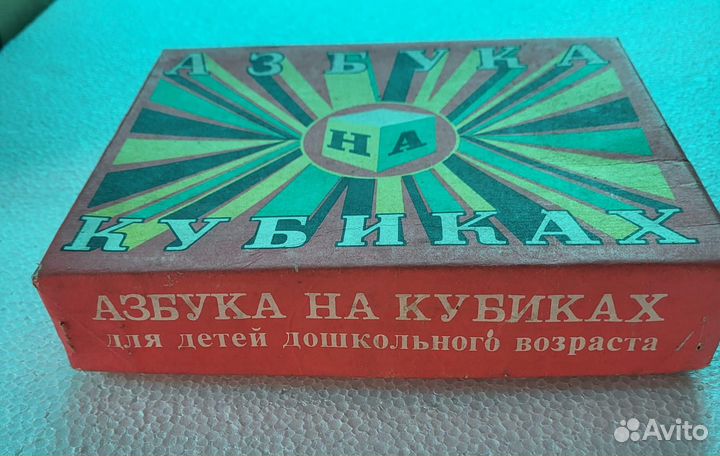 АЗБУКА
НА
КУБИКАХ
АЗБУКА НА КУБИКАХ
для детей дошкольного возраста
Avito